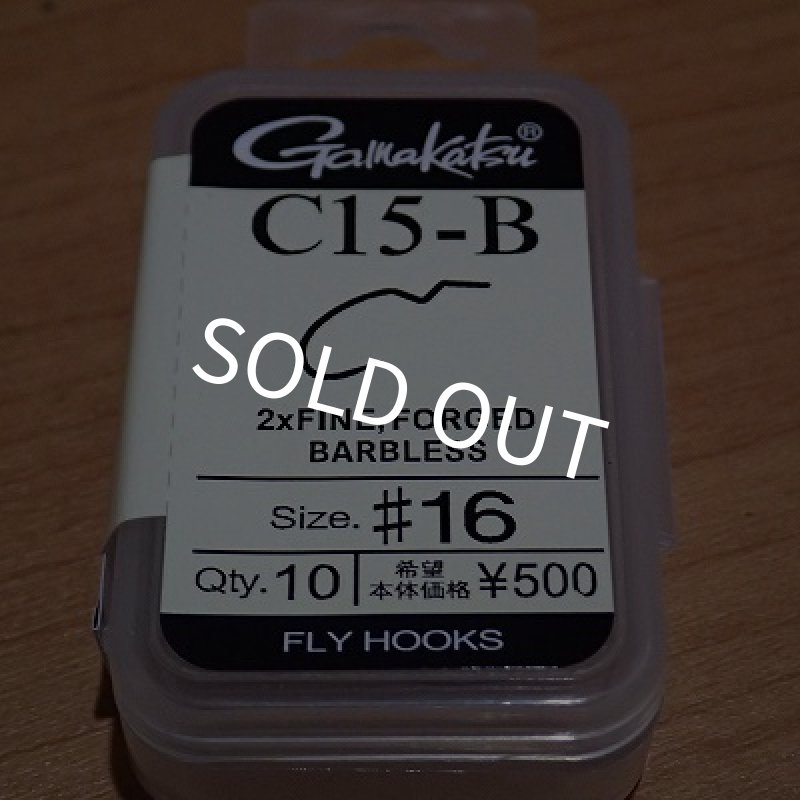 Gamakatsu®
C15-B
SOLD OUT
2xFINE, FORGED
BARBLESS
Size. #16
Qty. 10 希望本体価格 ¥500
FLY HOOKS